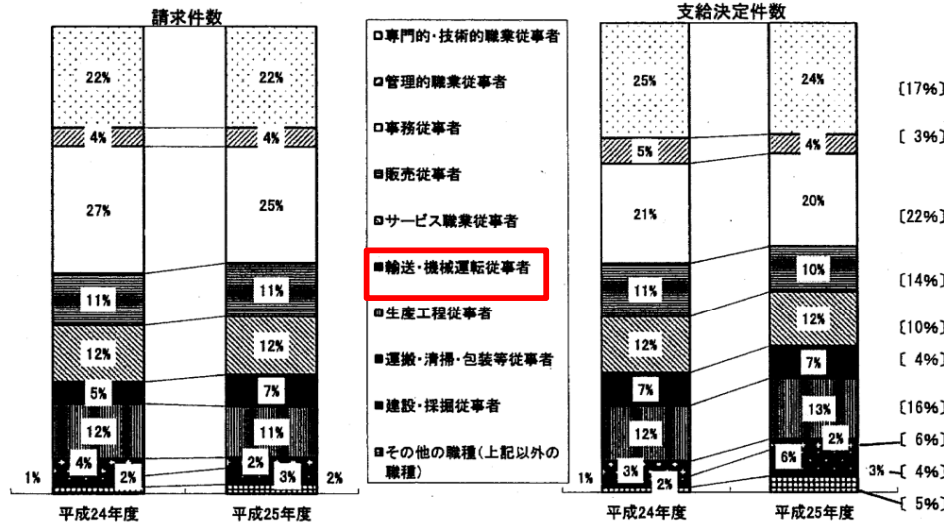 請求件数
22%
22%
4%
4%
27%
25%
11%
11%
12%
12%
5%
7%
12%
11%
4%
2%
1%
2%
3%
2%
平成24年度
平成25年度
□専門的・技術的職業従事者
管理的職業従事者
□事務従事者
販売従事者
サービス職業従事者
■輸送・機械運転従事者
生産工程従事者
■運搬・清掃・包装等従事者
■建設・採掘従事者
その他の職種(上記以外の
職種)
支給決定件数
25%
24%
[17%]
5%
4%
[ 3%]
21%
20%
[22%]
11%
10%
[14%]
12%
12%
[10%]
7%
7%
[ 4%]
12%
13%
[16%]
3%
2%
[ 6%]
1%
2%
6%
3%
[ 4%]
[ 5%]
平成24年度
平成25年度